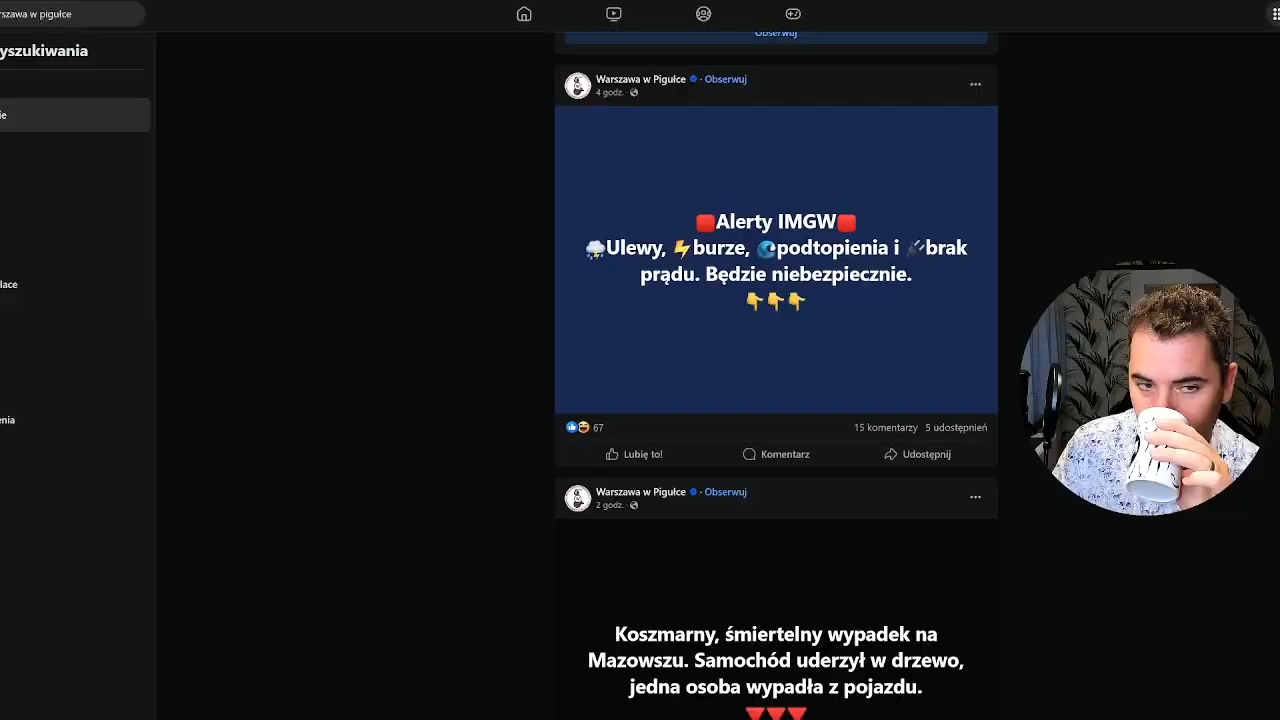 rszawa w pigułce
yszukiwania
ie
lace
enia
Obserwuj
Warszawa w Pigułce · Obserwuj
4 godz. ·
🟥Alerty IMGW🟥
🌩️Ulewy, ⚡burze, 🌊podtopienia i 🔌brak
prądu. Będzie niebezpiecznie.
👇👇👇
67
15 komentarzy 5 udostępnień
Lubię to! Komentarz Udostępnij
Warszawa w Pigułce · Obserwuj
2 godz. ·
Koszmarny, śmiertelny wypadek na
Mazowszu. Samochód uderzył w drzewo,
jedna osoba wypadła z pojazdu.
🔻🔻🔻